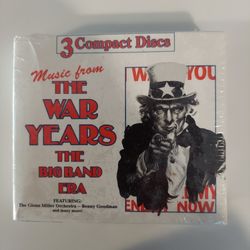 3 Compact Discs
Music from
THE
WAR
YEARS
THE
BIG BAND
ERA
FEATURING:
The Glenn Miller Orchestra - Benny Goodman
and many more!
YOU
NOW